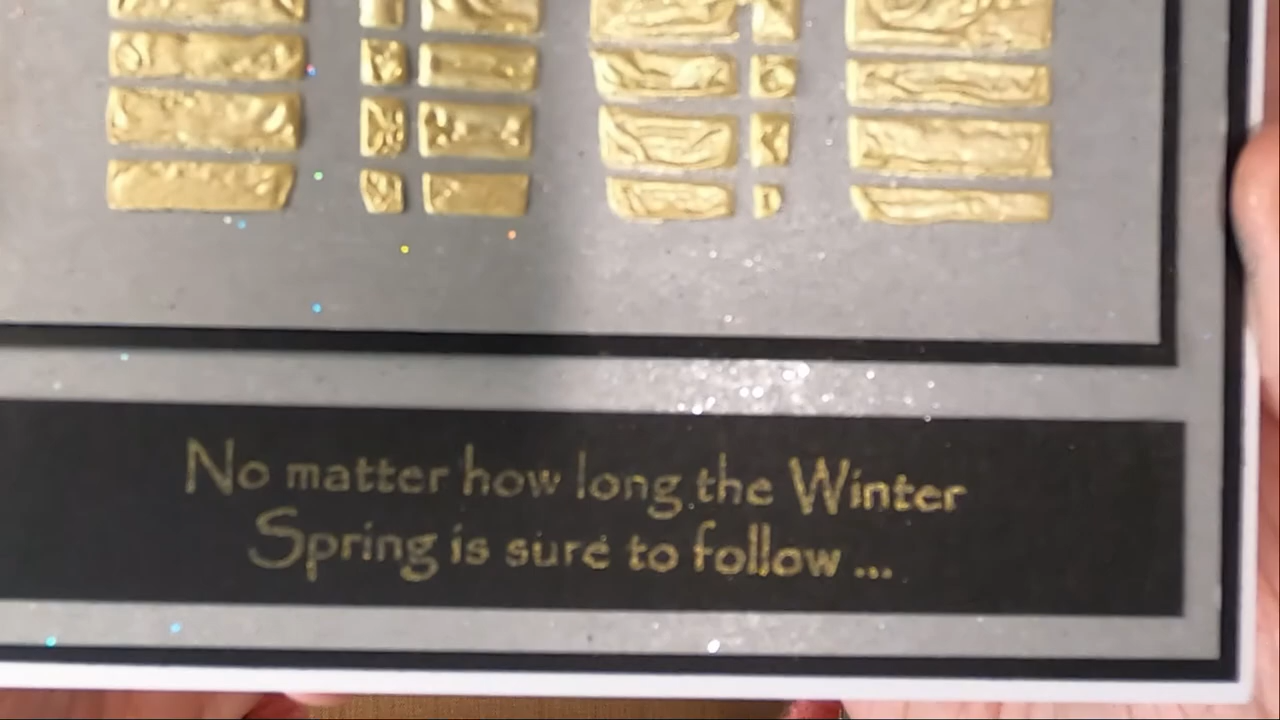 No matter how long the Winter
Spring is sure to follow ...